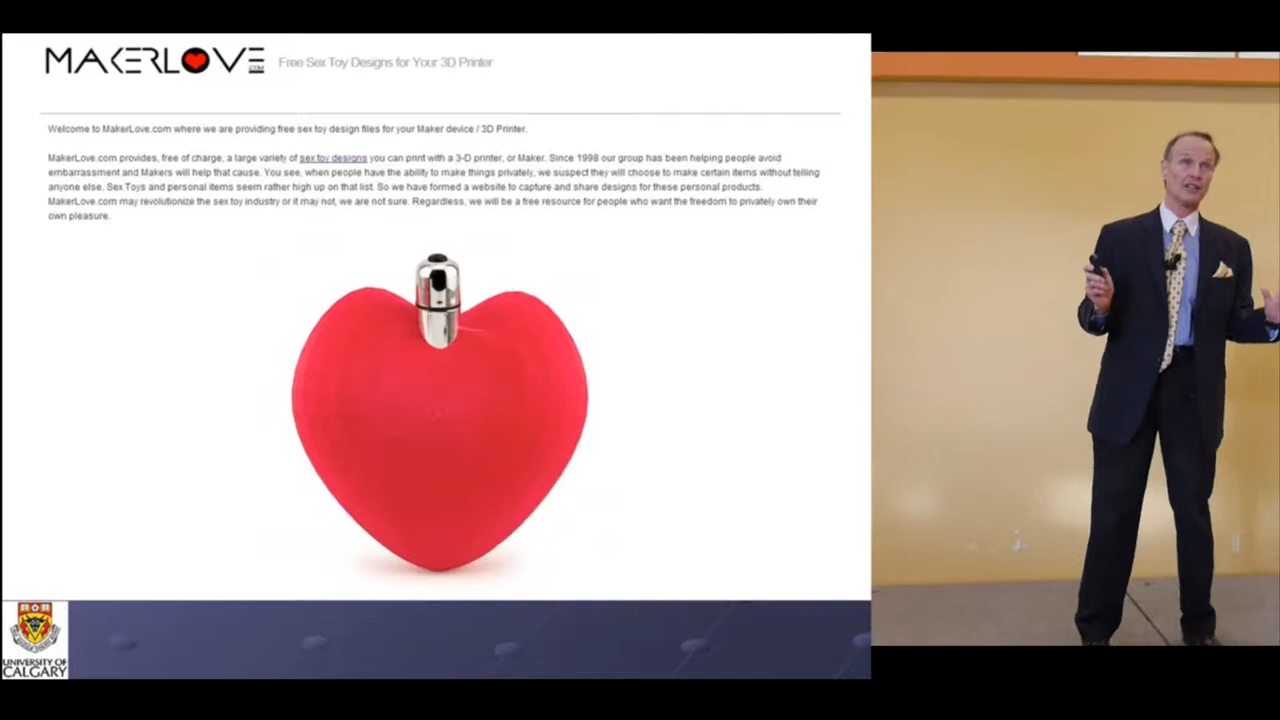 MAKERLOVE
.COM
Free Sex Toy Designs for Your 3D Printer
Welcome to MakerLove.com where we are providing free sex toy design files for your Maker device / 3D Printer.
MakerLove.com provides, free of charge, a large variety of sex toy designs you can print with a 3-D printer, or Maker. Since 1998 our group has been helping people avoid
embarrassment and Makers will help that cause. You see, when people have the ability to make things privately, we suspect they will choose to make certain items without telling
anyone else. Sex Toys and personal items seem rather high up on that list. So we have formed a website to capture and share designs for these personal products.
MakerLove.com may revolutionize the sex toy industry or it may not, we are not sure. Regardless, we will be a free resource for people who want the freedom to privately own their
own pleasure.
UNIVERSITY OF
CALGARY